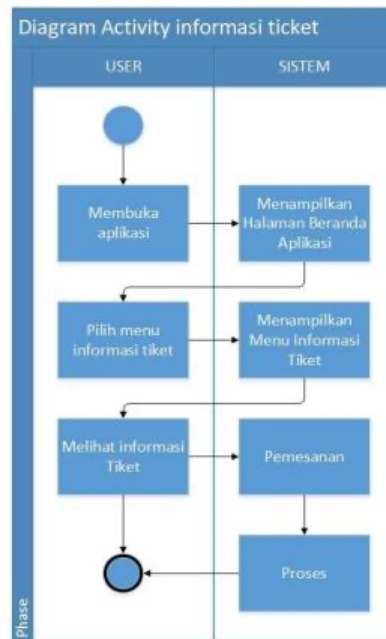 Diagram Activity informasi ticket
USER
SISTEM
Membuka
aplikasi
Menampilkan
Halaman Beranda
Aplikasi
Pilih menu
informasi tiket
Menampilkan
Menu Informasi
Tiket
Melihat informasi
Tiket
Pemesanan
Proses
Phase